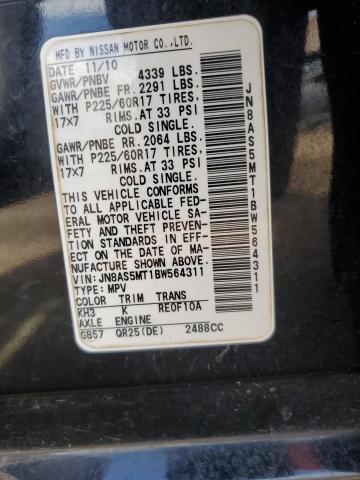 MFD BY NISSAN MOTOR CO.,LTD.
DATE 11/10
GVWR/PNBV 4339 LBS.
GAWR/PNBE FR. 2291 LBS.
WITH P225/60R17 TIRES,
17X7 RIMS.AT 33 PSI
COLD SINGLE.
GAWR/PNBE RR. 2064 LBS.
WITH P225/60R17 TIRES,
17X7 RIMS.AT 33 PSI
COLD SINGLE.
THIS VEHICLE CONFORMS
TO ALL APPLICABLE FED-
ERAL MOTOR VEHICLE SA-
FETY AND THEFT PREVEN-
TION STANDARDS IN EFF-
ECT ON THE DATE OF MA-
NUFACTURE SHOWN ABOVE.
VIN:JN8AS5MT1BW564311
TYPE: MPV
COLOR TRIM TRANS
KH3 K RE0F10A
AXLE ENGINE
GB57 QR25(DE) 2488CC
JN8AS5MT1BW564311